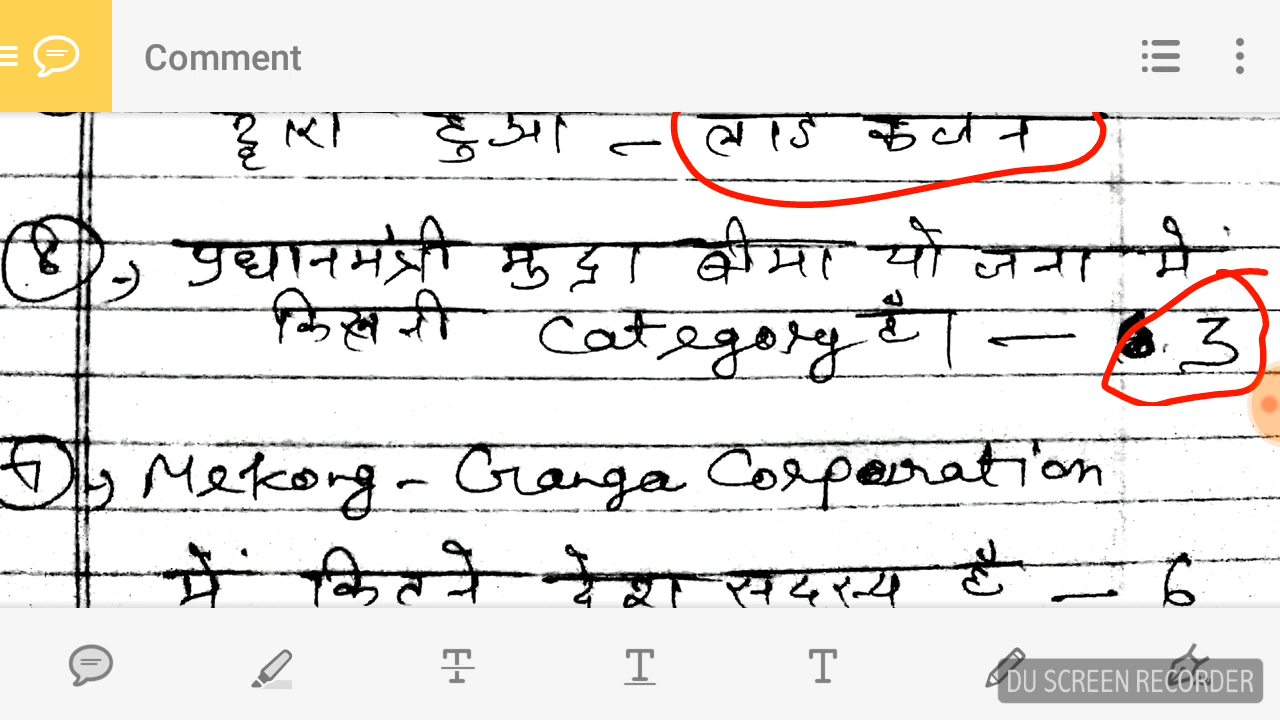 Comment
द्वारा हुआ – लार्ड कर्जन
8., प्रधानमंत्री मुद्रा बीमा योजना में
कितनी Category है। — 3
, Mekong - Ganga Corporation
में कितने देश सदस्य है – 6
DU SCREEN RECORDER